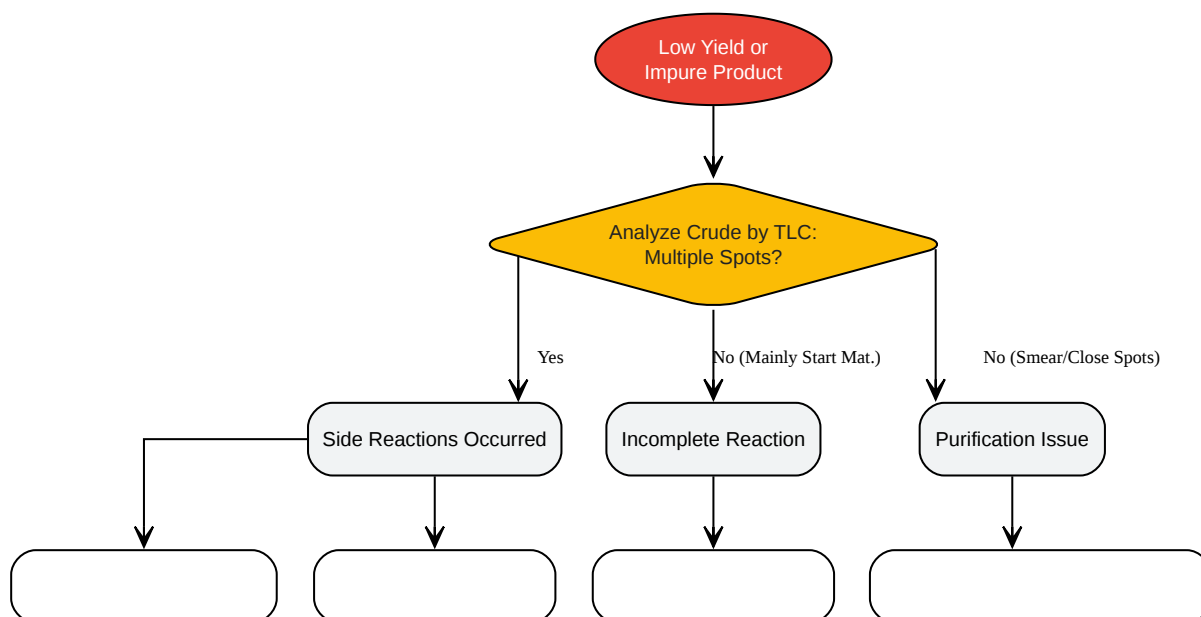 Low Yield or
Impure Product
Analyze Crude by TLC:
Multiple Spots?
Yes
No (Mainly Start Mat.)
No (Smear/Close Spots)
Side Reactions Occurred
Incomplete Reaction
Purification Issue